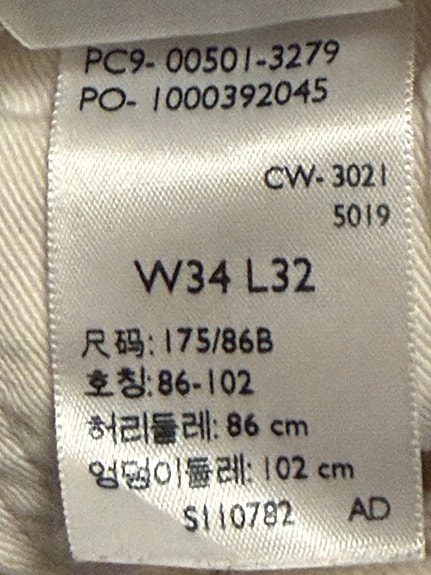 PC9- 00501-3279
PO- 1000392045
CW- 3021
5019
W34 L32
尺码: 175/86B
호칭: 86-102
허리둘레: 86 cm
엉덩이둘레: 102 cm
S110782 AD